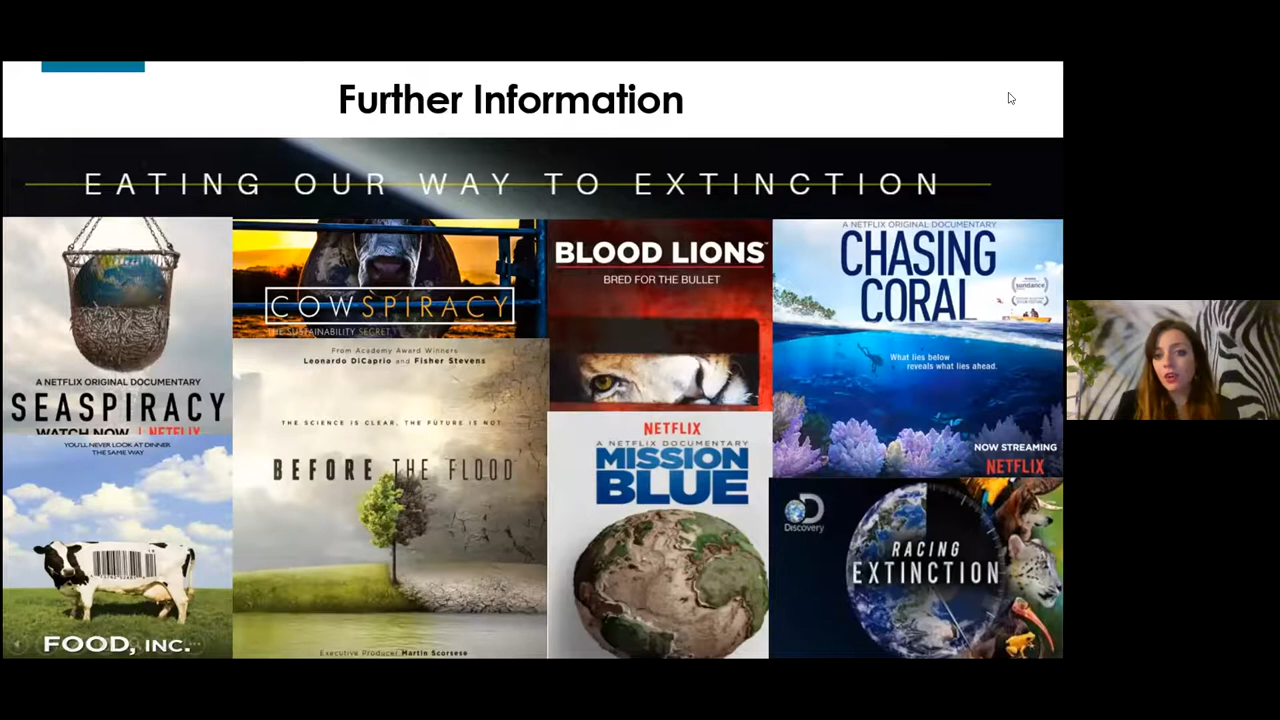 Further Information
EATING OUR WAY TO EXTINCTION
A NETFLIX ORIGINAL DOCUMENTARY
SEASPIRACY
WATCH NOW | NETFLIX
COWSPIRACY
THE SUSTAINABILITY SECRET
BLOOD LIONS
BRED FOR THE BULLET
A NETFLIX ORIGINAL DOCUMENTARY
CHASING
CORAL
sundance
What lies below
reveals what lies ahead.
NOW STREAMING
NETFLIX
From Academy Award Winners
Leonardo DiCaprio and Fisher Stevens
THE SCIENCE IS CLEAR, THE FUTURE IS NOT
BEFORE THE FLOOD
Executive Producer Martin Scorsese
YOU'LL NEVER LOOK AT DINNER
THE SAME WAY
FOOD, INC.
NETFLIX
A NETFLIX DOCUMENTARY
MISSION
BLUE
Discovery
RACING
EXTINCTION